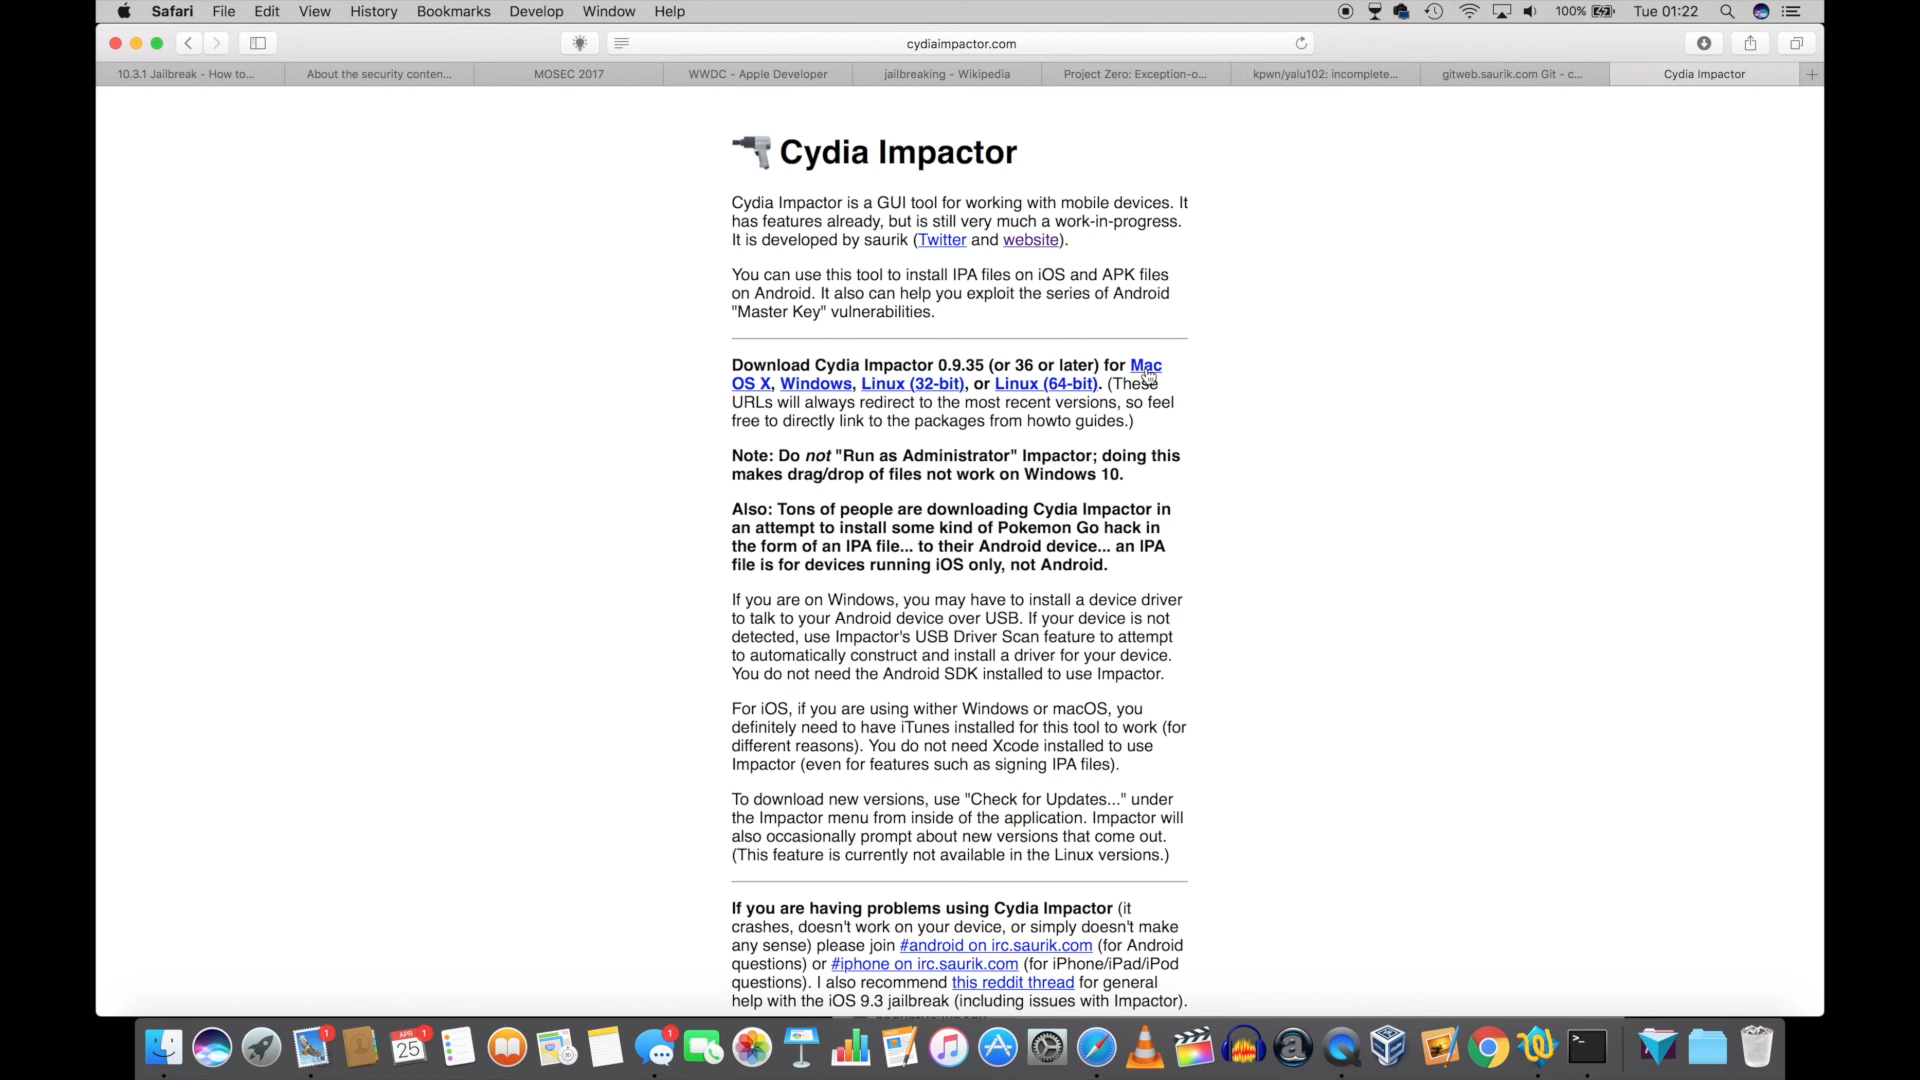 Safari File Edit View History Bookmarks Develop Window Help 100% Tue 01:22
cydiaimpactor.com
10.3.1 Jailbreak - How to... About the security conten... MOSEC 2017 WWDC - Apple Developer jailbreaking - Wikipedia Project Zero: Exception-o... kpwn/yalu102: incomplete... gitweb.saurik.com Git - c... Cydia Impactor
Cydia Impactor
Cydia Impactor is a GUI tool for working with mobile devices. It
has features already, but is still very much a work-in-progress.
It is developed by saurik (Twitter and website).
You can use this tool to install IPA files on iOS and APK files
on Android. It also can help you exploit the series of Android
"Master Key" vulnerabilities.
Download Cydia Impactor 0.9.35 (or 36 or later) for Mac
OS X, Windows, Linux (32-bit), or Linux (64-bit). (These
URLs will always redirect to the most recent versions, so feel
free to directly link to the packages from howto guides.)
Note: Do not "Run as Administrator" Impactor; doing this
makes drag/drop of files not work on Windows 10.
Also: Tons of people are downloading Cydia Impactor in
an attempt to install some kind of Pokemon Go hack in
the form of an IPA file... to their Android device... an IPA
file is for devices running iOS only, not Android.
If you are on Windows, you may have to install a device driver
to talk to your Android device over USB. If your device is not
detected, use Impactor's USB Driver Scan feature to attempt
to automatically construct and install a driver for your device.
You do not need the Android SDK installed to use Impactor.
For iOS, if you are using wither Windows or macOS, you
definitely need to have iTunes installed for this tool to work (for
different reasons). You do not need Xcode installed to use
Impactor (even for features such as signing IPA files).
To download new versions, use "Check for Updates..." under
the Impactor menu from inside of the application. Impactor will
also occasionally prompt about new versions that come out.
(This feature is currently not available in the Linux versions.)
If you are having problems using Cydia Impactor (it
crashes, doesn't work on your device, or simply doesn't make
any sense) please join #android on irc.saurik.com (for Android
questions) or #iphone on irc.saurik.com (for iPhone/iPad/iPod
questions). I also recommend this reddit thread for general
help with the iOS 9.3 jailbreak (including issues with Impactor).
1 APR 1 25 1